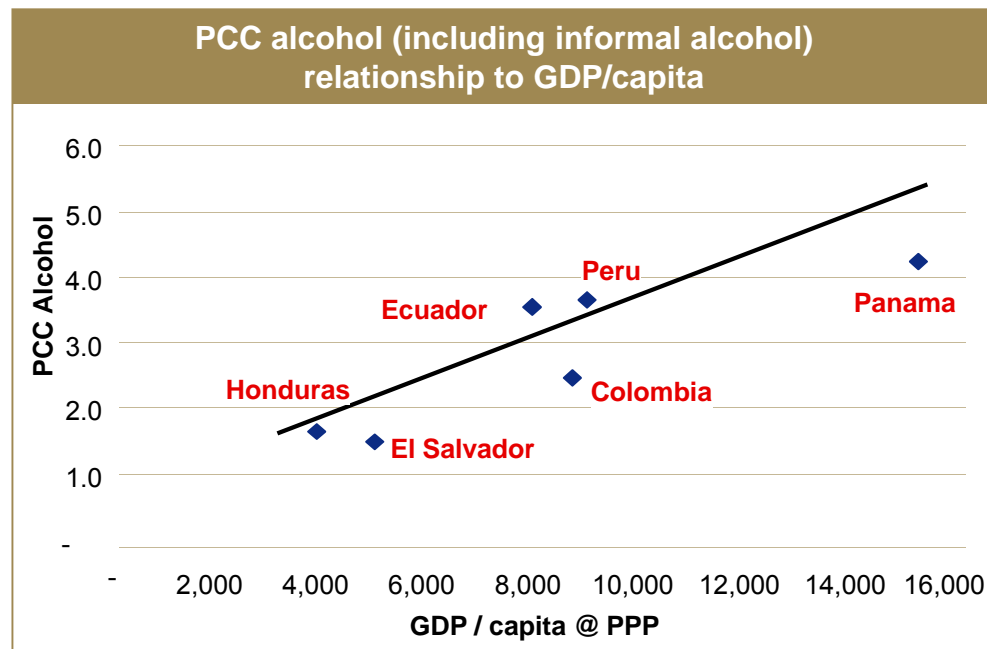 PCC alcohol (including informal alcohol)
relationship to GDP/capita
6.0
5.0
4.0
3.0
2.0
1.0
-
PCC Alcohol
Peru
Ecuador
Panama
Honduras
Colombia
El Salvador
- 2,000 4,000 6,000 8,000 10,000 12,000 14,000 16,000
GDP / capita @ PPP